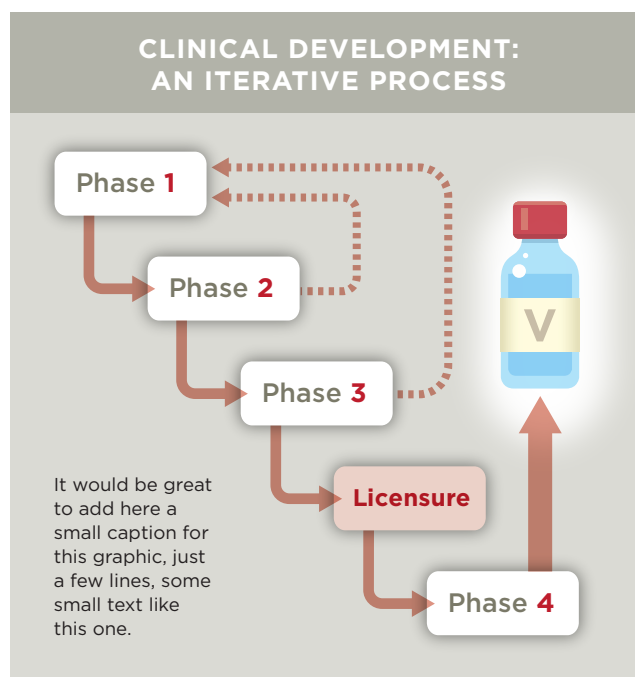 CLINICAL DEVELOPMENT:
AN ITERATIVE PROCESS
Phase 1
Phase 2
V
Phase 3
It would be great
to add here a
small caption for
this graphic, just
a few lines, some
small text like
this one.
Licensure
Phase 4